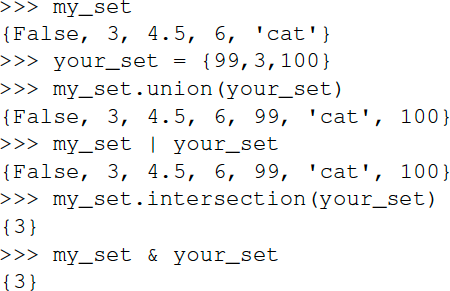 >>> my_set
{False, 3, 4.5, 6, 'cat'}
>>> your_set = {99,3,100}
>>> my_set.union(your_set)
{False, 3, 4.5, 6, 99, 'cat', 100}
>>> my_set | your_set
{False, 3, 4.5, 6, 99, 'cat', 100}
>>> my_set.intersection(your_set)
{3}
>>> my_set & your_set
{3}